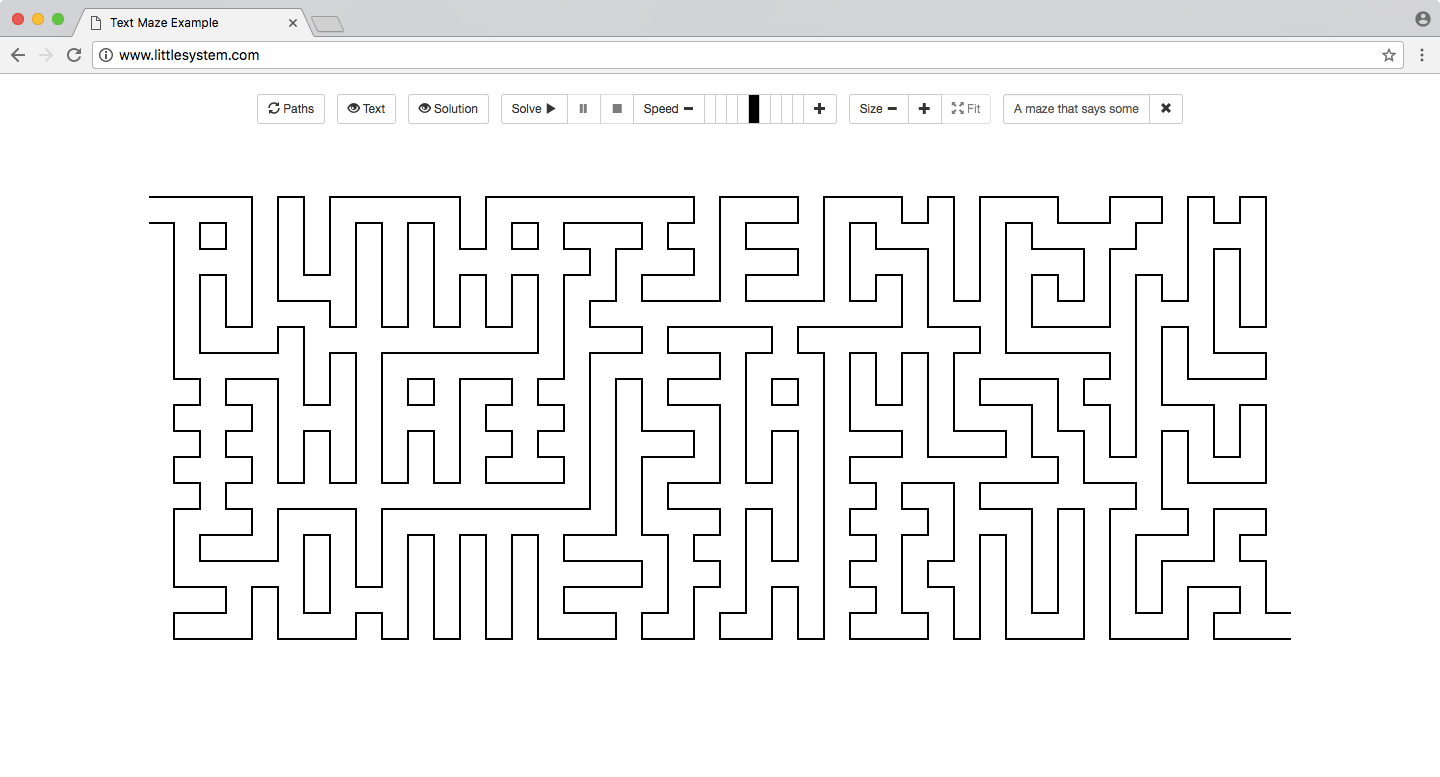 Text Maze Example
www.littlesystem.com
Paths Text Solution Solve Speed Size Fit A maze that says some